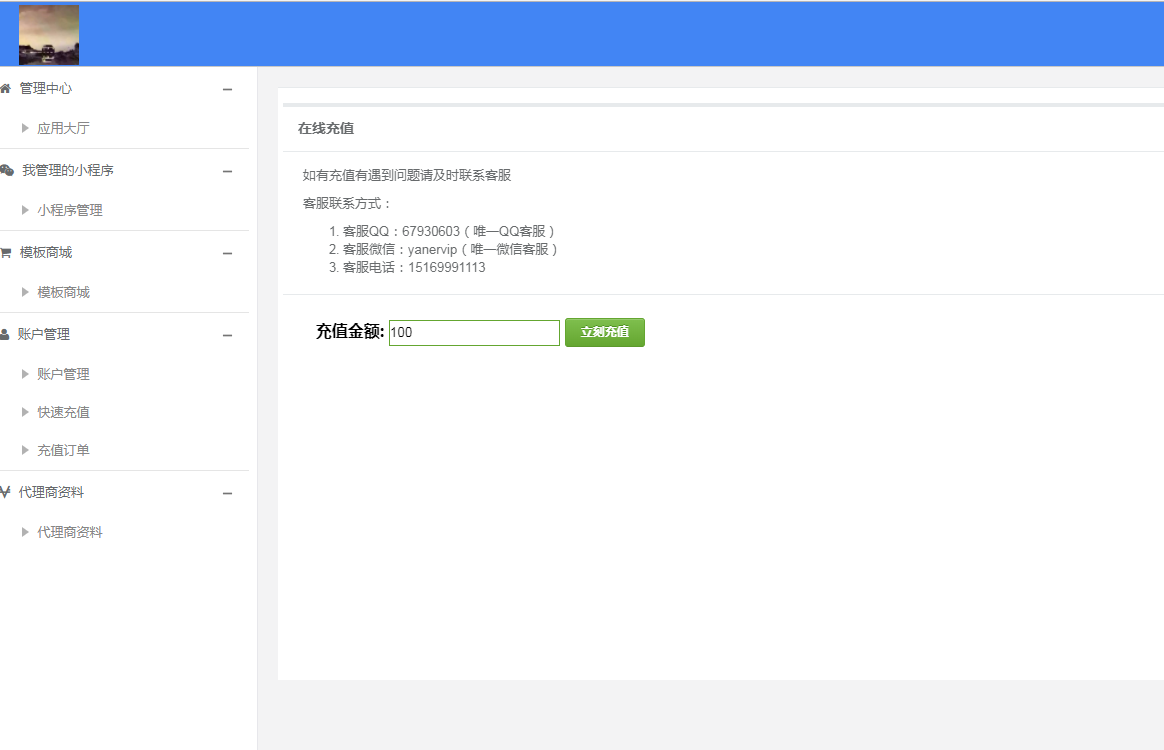 管理中心
应用大厅
我管理的小程序
小程序管理
模板商城
模板商城
账户管理
账户管理
快速充值
充值订单
代理商资料
代理商资料
在线充值
如有充值有遇到问题请及时联系客服
客服联系方式：
1. 客服QQ：67930603（唯一QQ客服）
2. 客服微信：yanervip（唯一微信客服）
3. 客服电话：15169991113
充值金额: 100 立刻充值